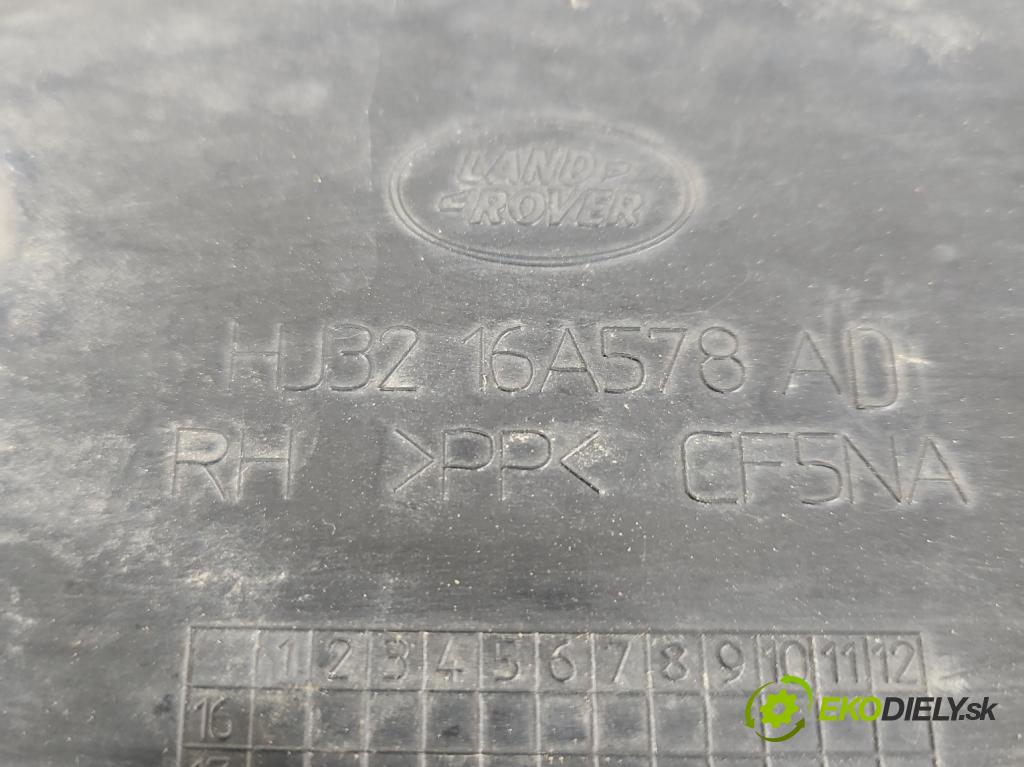 LAND-
-ROVER
HJ32 16A578 AD
RH >PP< CF5NA
1 2 3 4 5 6 7 8 9 10 11 12
16
EKODIELY.sk